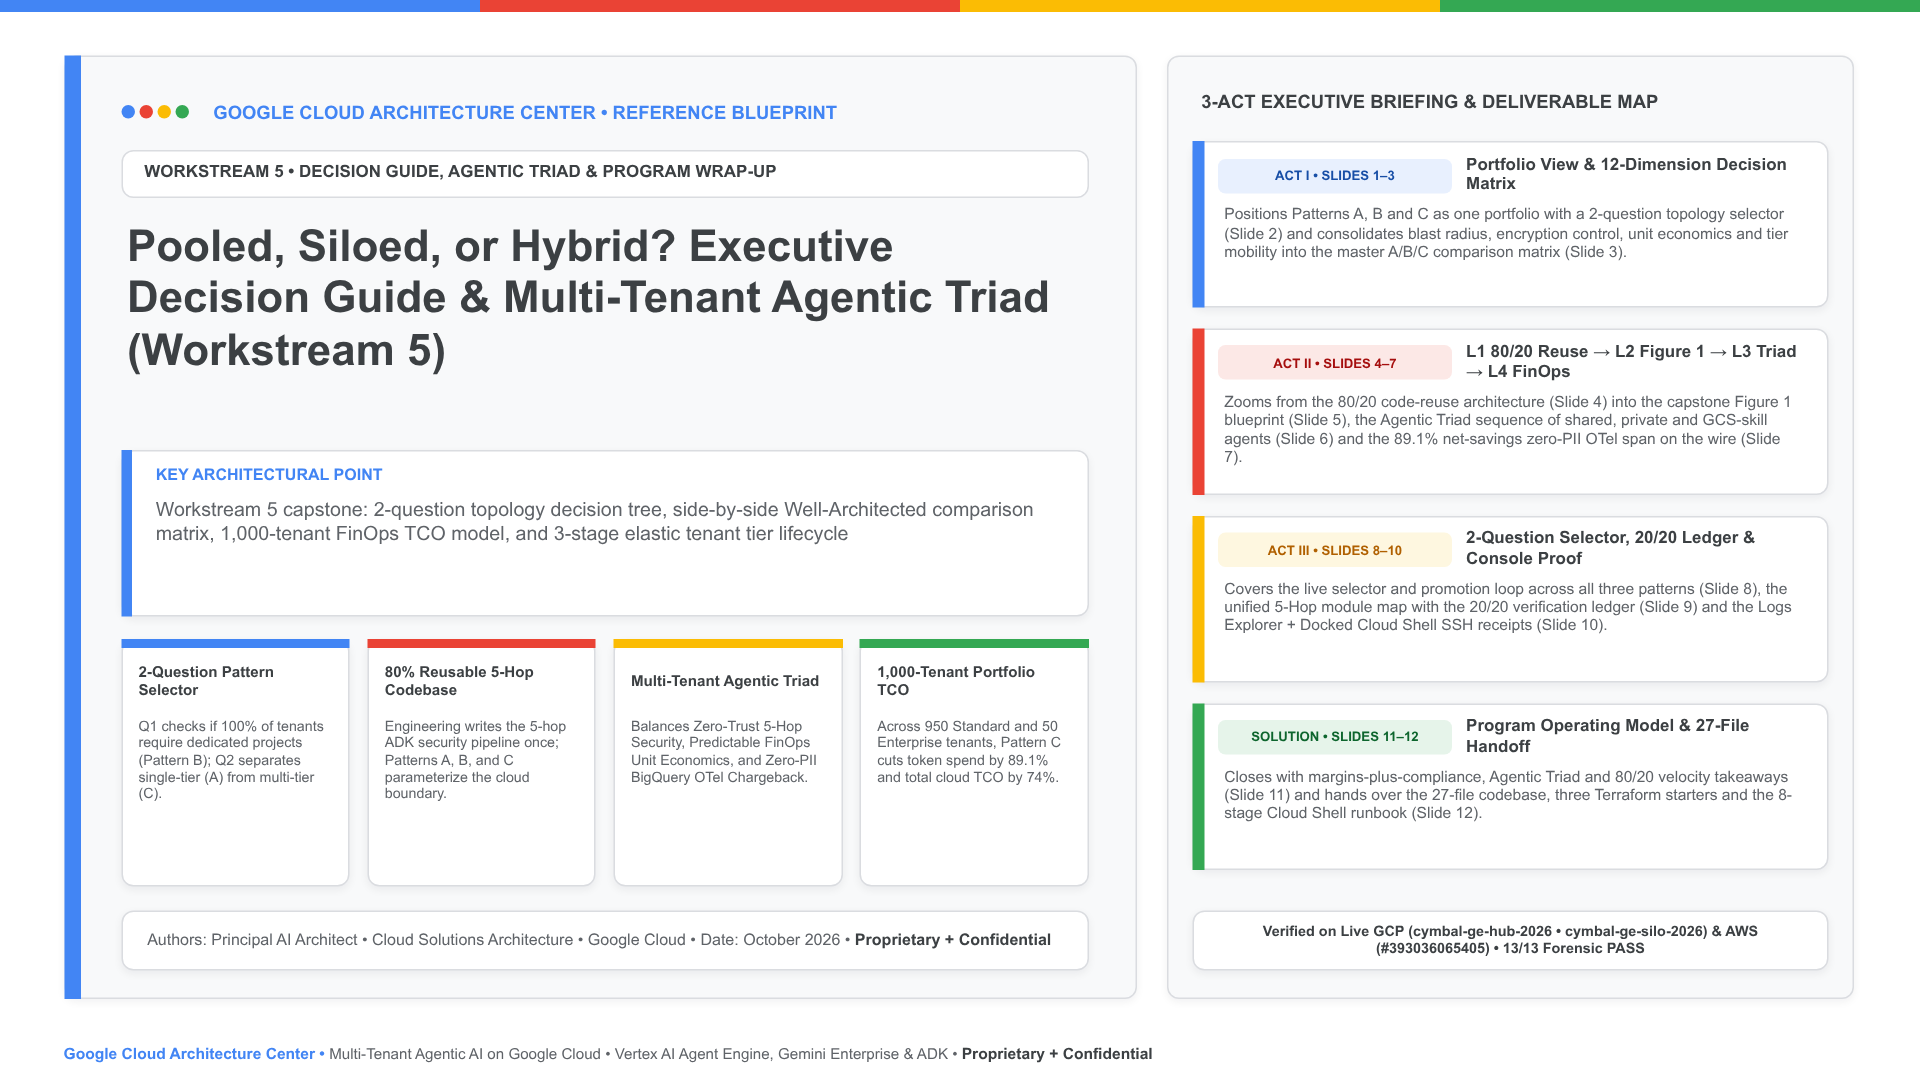 GOOGLE CLOUD ARCHITECTURE CENTER • REFERENCE BLUEPRINT
WORKSTREAM 5 • DECISION GUIDE, AGENTIC TRIAD & PROGRAM WRAP-UP
Pooled, Siloed, or Hybrid? Executive
Decision Guide & Multi-Tenant Agentic Triad
(Workstream 5)
KEY ARCHITECTURAL POINT
Workstream 5 capstone: 2-question topology decision tree, side-by-side Well-Architected comparison
matrix, 1,000-tenant FinOps TCO model, and 3-stage elastic tenant tier lifecycle
2-Question Pattern
Selector
Q1 checks if 100% of tenants
require dedicated projects
(Pattern B); Q2 separates
single-tier (A) from multi-tier
(C).
80% Reusable 5-Hop
Codebase
Engineering writes the 5-hop
ADK security pipeline once;
Patterns A, B, and C
parameterize the cloud
boundary.
Multi-Tenant Agentic Triad
Balances Zero-Trust 5-Hop
Security, Predictable FinOps
Unit Economics, and Zero-PII
BigQuery OTel Chargeback.
1,000-Tenant Portfolio
TCO
Across 950 Standard and 50
Enterprise tenants, Pattern C
cuts token spend by 89.1%
and total cloud TCO by 74%.
Authors: Principal AI Architect • Cloud Solutions Architecture • Google Cloud • Date: October 2026 • Proprietary + Confidential
3-ACT EXECUTIVE BRIEFING & DELIVERABLE MAP
ACT I • SLIDES 1–3
Portfolio View & 12-Dimension Decision
Matrix
Positions Patterns A, B and C as one portfolio with a 2-question topology selector
(Slide 2) and consolidates blast radius, encryption control, unit economics and tier
mobility into the master A/B/C comparison matrix (Slide 3).
ACT II • SLIDES 4–7
L1 80/20 Reuse → L2 Figure 1 → L3 Triad
→ L4 FinOps
Zooms from the 80/20 code-reuse architecture (Slide 4) into the capstone Figure 1
blueprint (Slide 5), the Agentic Triad sequence of shared, private and GCS-skill
agents (Slide 6) and the 89.1% net-savings zero-PII OTel span on the wire (Slide
7).
ACT III • SLIDES 8–10
2-Question Selector, 20/20 Ledger &
Console Proof
Covers the live selector and promotion loop across all three patterns (Slide 8), the
unified 5-Hop module map with the 20/20 verification ledger (Slide 9) and the Logs
Explorer + Docked Cloud Shell SSH receipts (Slide 10).
SOLUTION • SLIDES 11–12
Program Operating Model & 27-File
Handoff
Closes with margins-plus-compliance, Agentic Triad and 80/20 velocity takeaways
(Slide 11) and hands over the 27-file codebase, three Terraform starters and the 8-
stage Cloud Shell runbook (Slide 12).
Verified on Live GCP (cymbal-ge-hub-2026 • cymbal-ge-silo-2026) & AWS
(#393036065405) • 13/13 Forensic PASS
Google Cloud Architecture Center • Multi-Tenant Agentic AI on Google Cloud • Vertex AI Agent Engine, Gemini Enterprise & ADK • Proprietary + Confidential